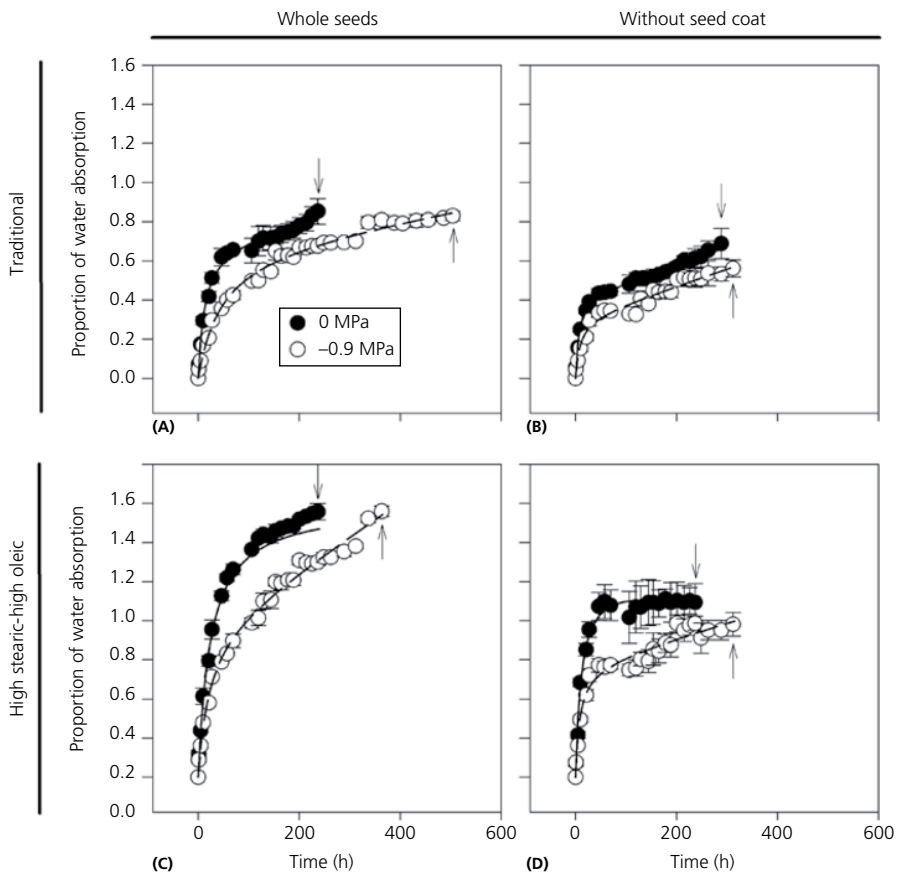 Whole seeds
Without seed coat
Traditional
Proportion of water absorption
1.6
1.4
1.2
1.0
0.8
0.6
0.4
0.2
0.0
0 MPa
–0.9 MPa
(A)
600
(B)
High stearic-high oleic
Proportion of water absorption
1.6
1.4
1.2
1.0
0.8
0.6
0.4
0.2
0.0
0
200
400
600
0
200
400
600
(C)
Time (h)
(D)
Time (h)